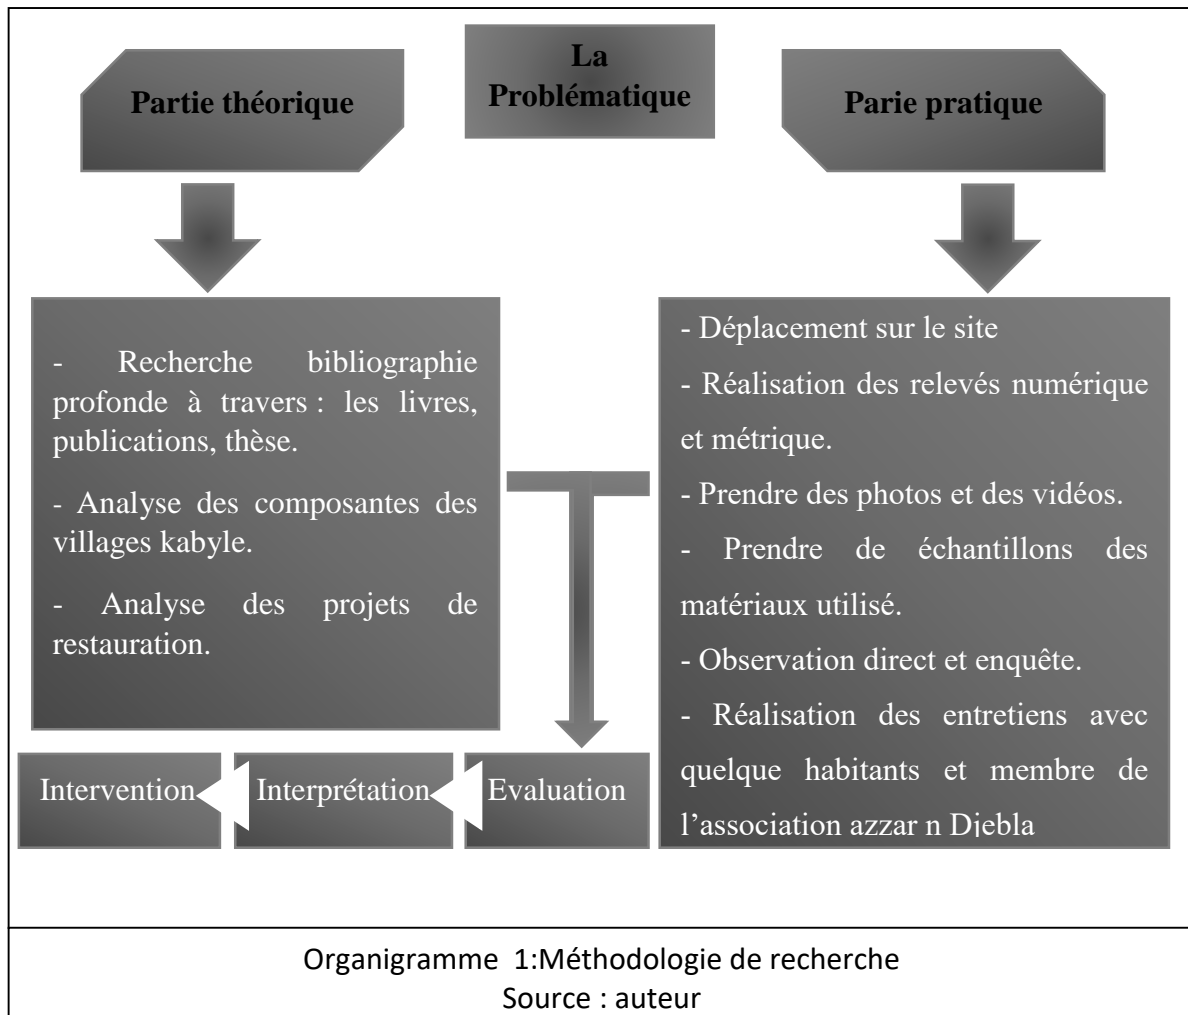 Partie théorique
La
Problématique
Parie pratique
- Recherche bibliographie
profonde à travers : les livres,
publications, thèse.
- Analyse des composantes des
villages kabyle.
- Analyse des projets de
restauration.
- Déplacement sur le site
- Réalisation des relevés numérique
et métrique.
- Prendre des photos et des vidéos.
- Prendre de échantillons des
matériaux utilisé.
- Observation direct et enquête.
- Réalisation des entretiens avec
quelque habitants et membre de
l’association azzar n Djebla
Intervention
Interprétation
Evaluation
Organigramme 1:Méthodologie de recherche
Source : auteur